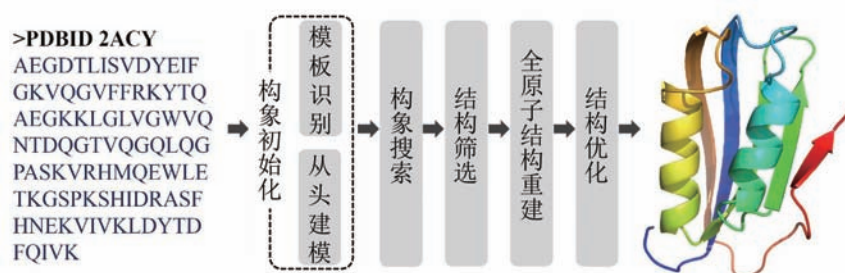 >PDBID 2ACY
AEGDTLISVDYEIF
GKVQGVFFRKYTQ
AEGKKLGLVGWVQ
NTDQGTVQGQLQG
PASKVRHMQEWLE
TKGSPKSHIDRASF
HNEKVIVKLDYTD
FQIVK
构象初始化
模板识别
从头建模
构象搜索
结构筛选
全原子结构重建
结构优化